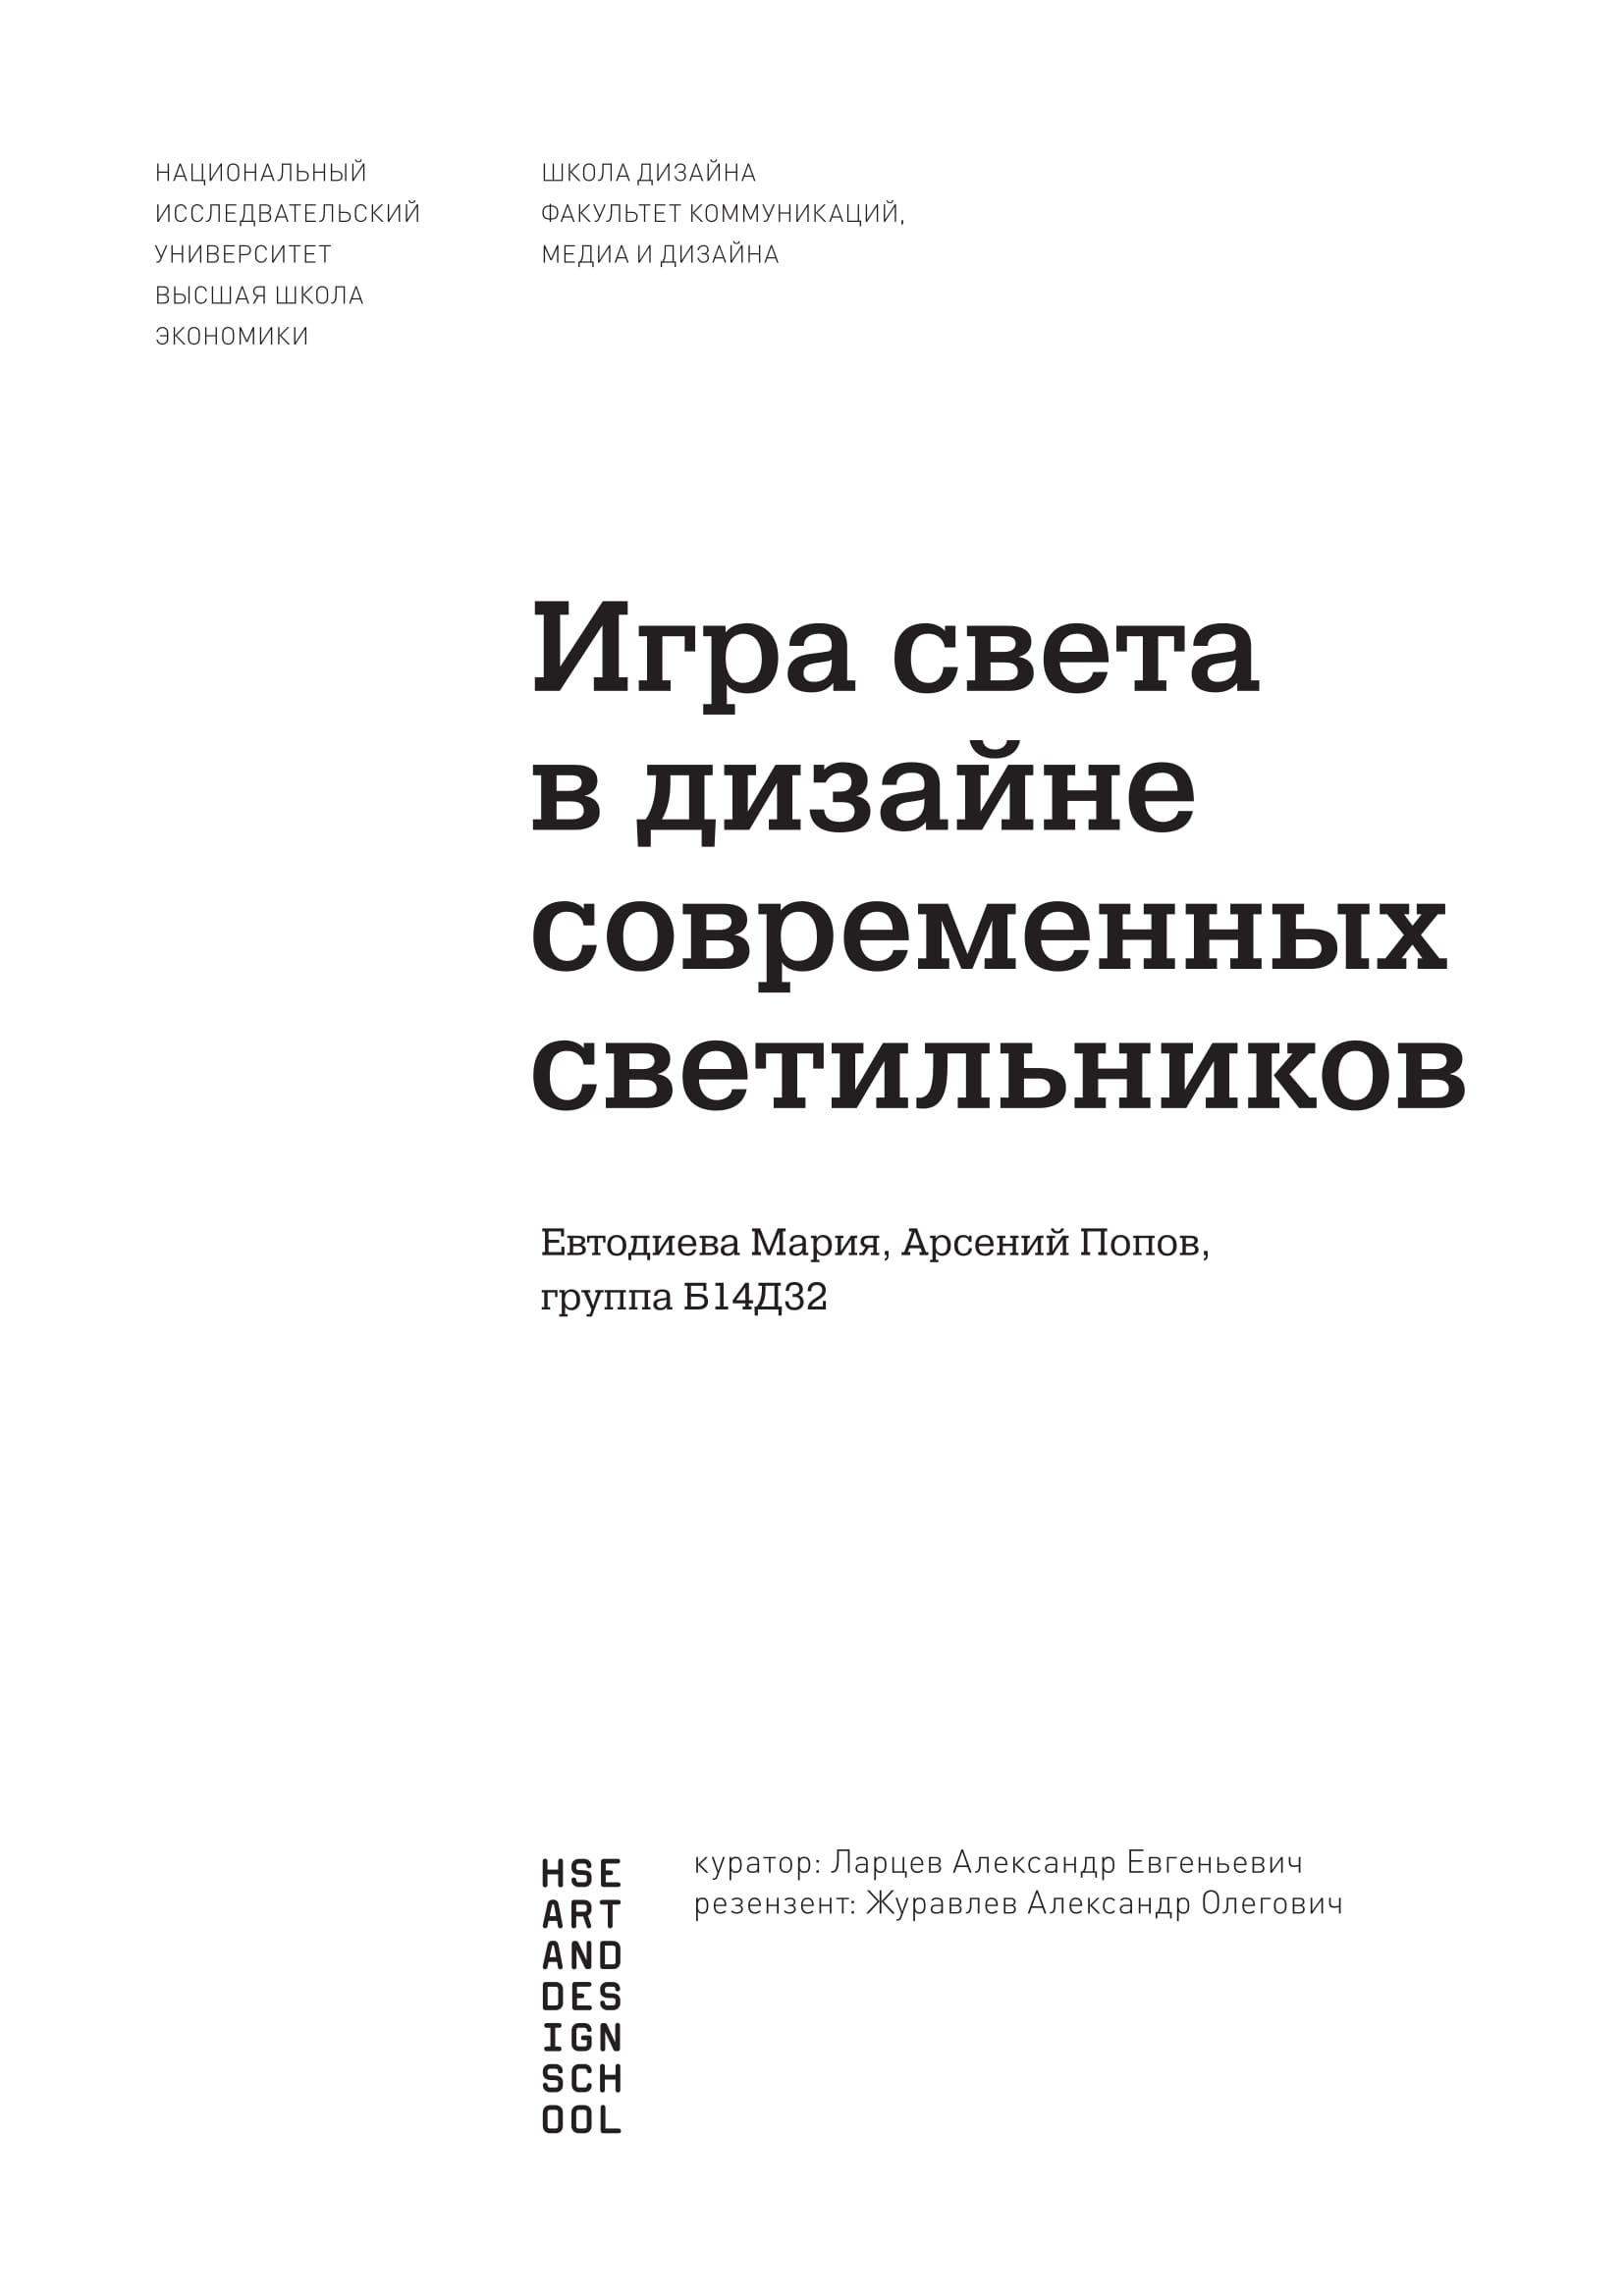 НАЦИОНАЛЬНЫЙ
ИССЛЕДВАТЕЛЬСКИЙ
УНИВЕРСИТЕТ
ВЫСШАЯ ШКОЛА
ЭКОНОМИКИ
ШКОЛА ДИЗАЙНА
ФАКУЛЬТЕТ КОММУНИКАЦИЙ,
МЕДИА И ДИЗАЙНА
Игра света
в дизайне
современных
светильников
Евтодиева Мария, Арсений Попов,
группа Б14Д32
HSE
ART
AND
DES
IGN
SCH
OOL
куратор: Ларцев Александр Евгеньевич
резензент: Журавлев Александр Олегович